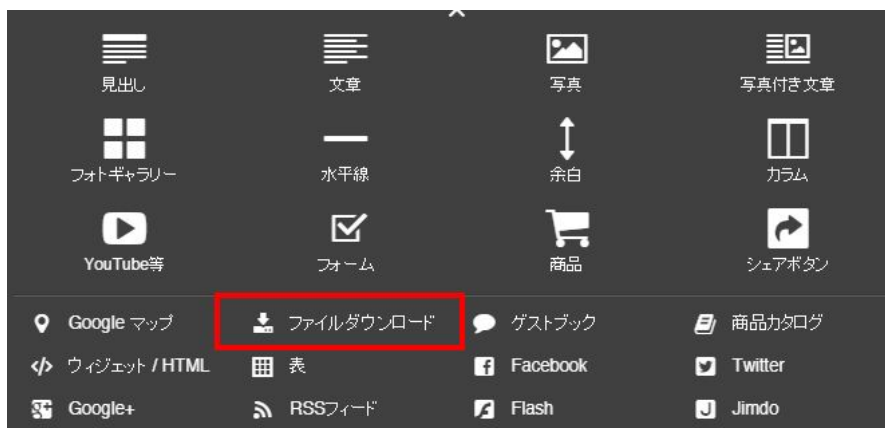 見出し 文章 写真 写真付き文章
フォトギャラリー 水平線 余白 カラム
YouTube等 フォーム 商品 シェアボタン
Google マップ ファイルダウンロード ゲストブック 商品カタログ
ウィジェット / HTML 表 Facebook Twitter
Google+ RSSフィード Flash Jimdo